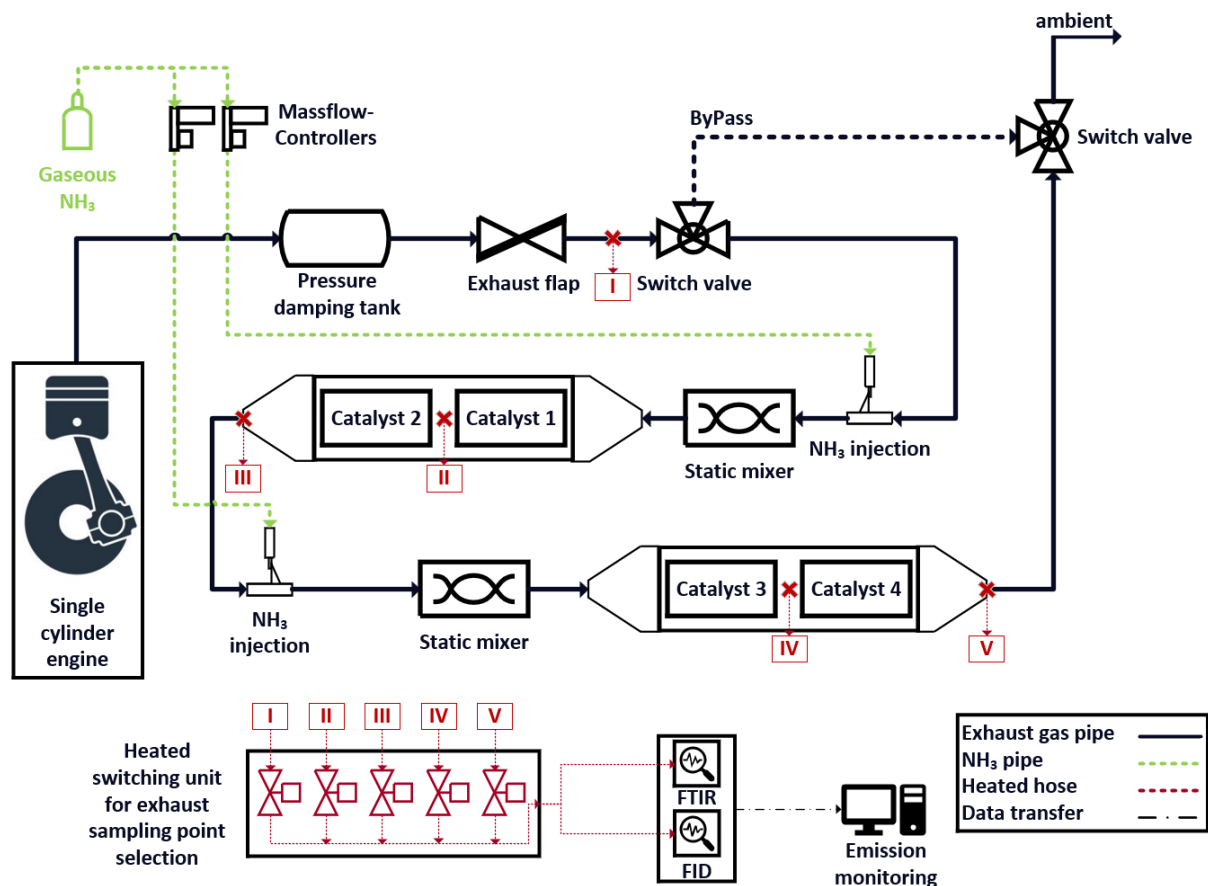 ambient
Massflow-
Controllers
ByPass
Switch valve
Gaseous
NH₃
Pressure
damping tank
Exhaust flap
I
Switch valve
Catalyst 2
Catalyst 1
Static mixer
NH₃ injection
III
II
Single
cylinder
engine
NH₃
injection
Static mixer
Catalyst 3
Catalyst 4
IV
V
I
II
III
IV
V
Heated
switching unit
for exhaust
sampling point
selection
FTIR
FID
Emission
monitoring
Exhaust gas pipe
NH₃ pipe
Heated hose
Data transfer